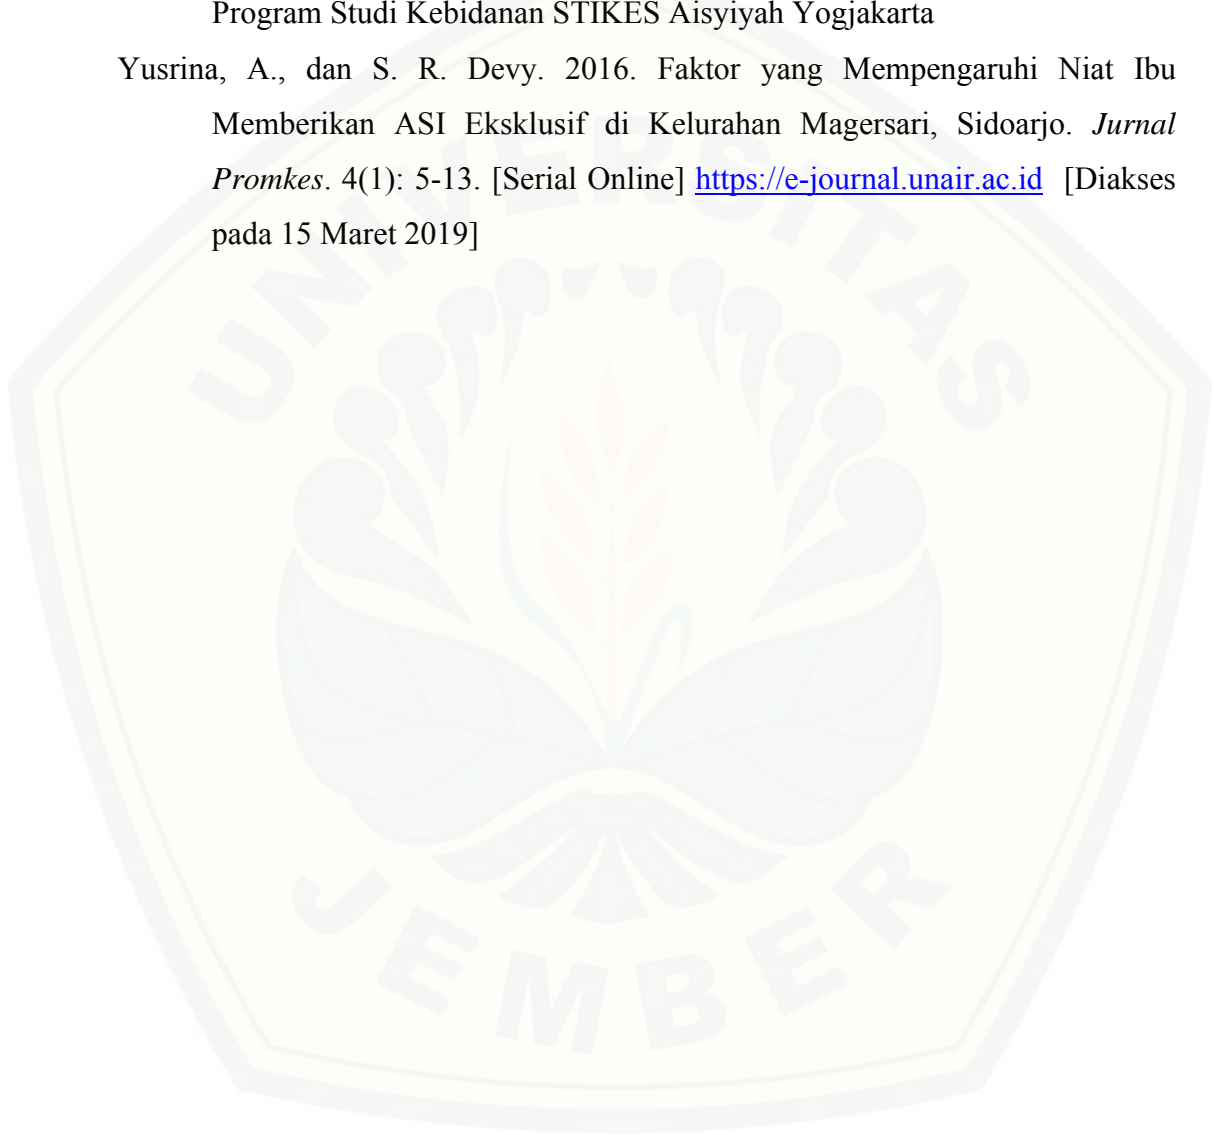 Program Studi Kebidanan STIKES Aisyiyah Yogjakarta
Yusrina, A., dan S. R. Devy. 2016. Faktor yang Mempengaruhi Niat Ibu
Memberikan ASI Eksklusif di Kelurahan Magersari, Sidoarjo. Jurnal
Promkes. 4(1): 5-13. [Serial Online] https://e-journal.unair.ac.id [Diakses
pada 15 Maret 2019]
UNIVERSITAS
JEMBER